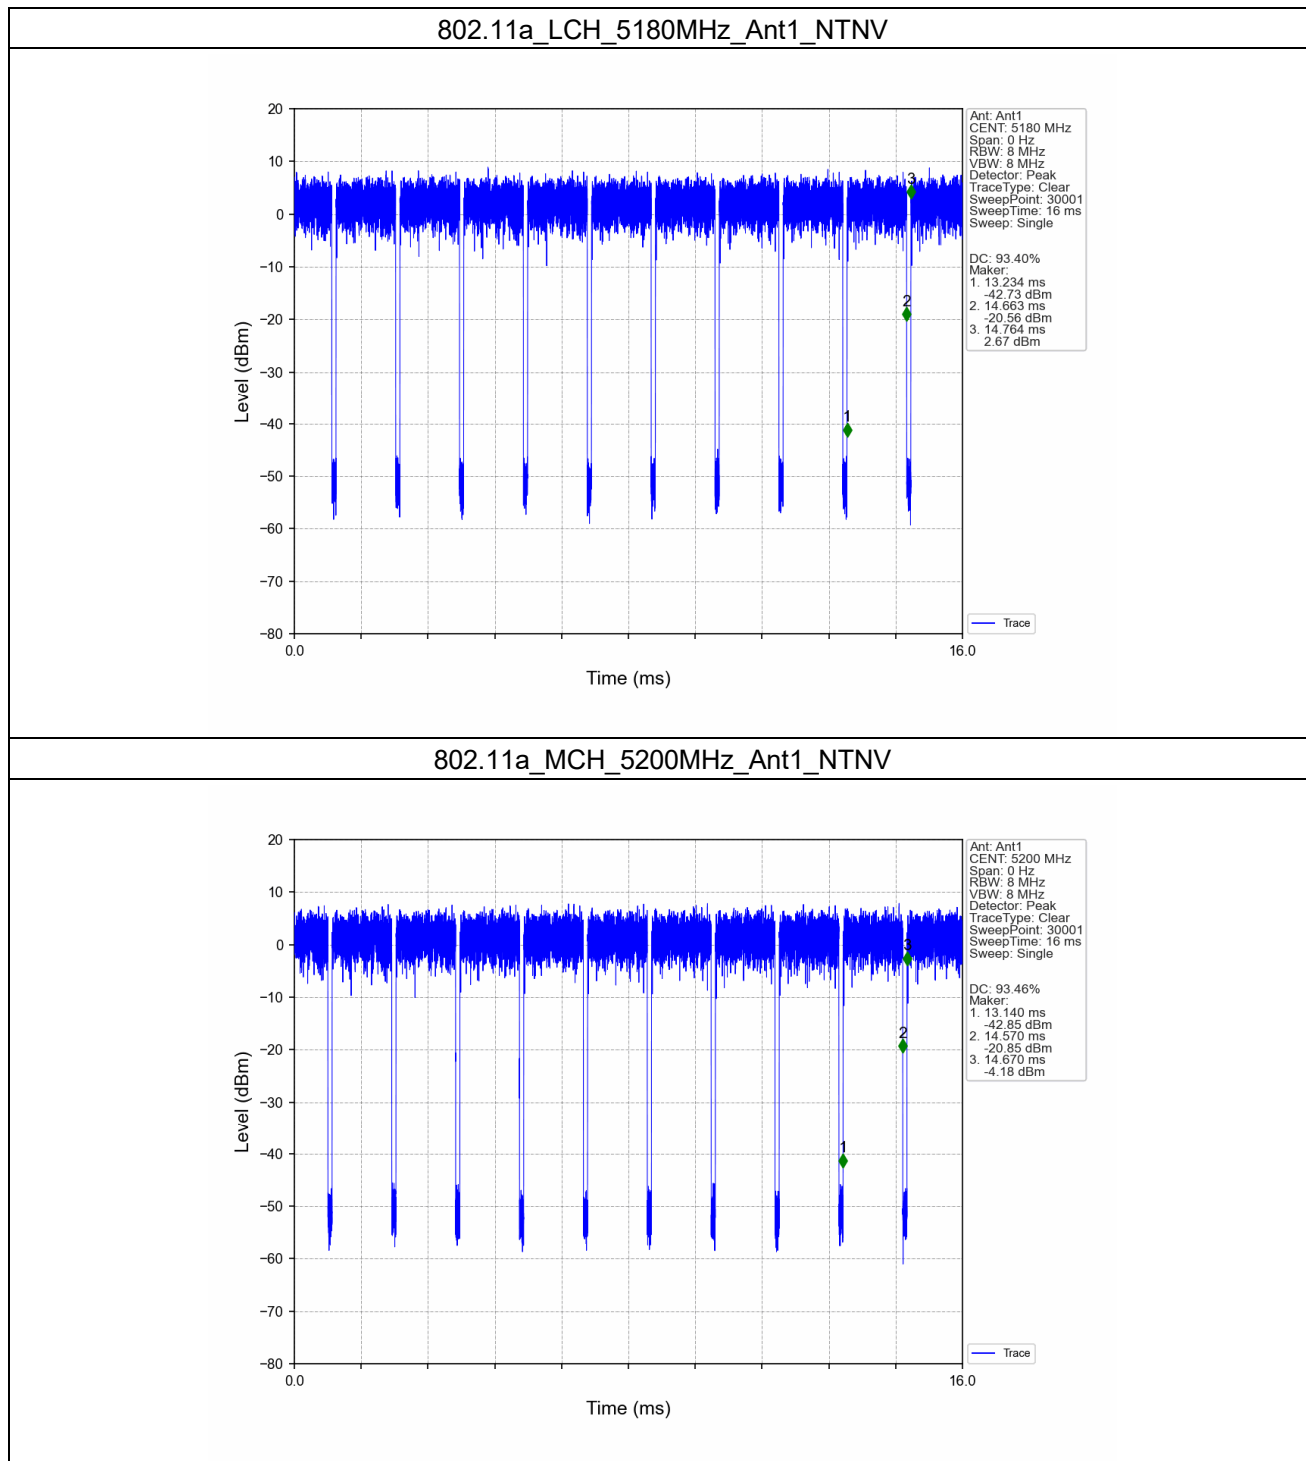 802.11a_LCH_5180MHz_Ant1_NTNV
20
10
0
−10
−20
−30
−40
−50
−60
−70
−80
Level (dBm)
0.0
16.0
Time (ms)
1
2
3
Ant: Ant1
CENT: 5180 MHz
Span: 0 Hz
RBW: 8 MHz
VBW: 8 MHz
Detector: Peak
TraceType: Clear
SweepPoint: 30001
SweepTime: 16 ms
Sweep: Single
DC: 93.40%
Maker:
1. 13.234 ms
-42.73 dBm
2. 14.663 ms
-20.56 dBm
3. 14.764 ms
2.67 dBm
Trace
802.11a_MCH_5200MHz_Ant1_NTNV
20
10
0
−10
−20
−30
−40
−50
−60
−70
−80
Level (dBm)
0.0
16.0
Time (ms)
1
2
3
Ant: Ant1
CENT: 5200 MHz
Span: 0 Hz
RBW: 8 MHz
VBW: 8 MHz
Detector: Peak
TraceType: Clear
SweepPoint: 30001
SweepTime: 16 ms
Sweep: Single
DC: 93.46%
Maker:
1. 13.140 ms
-42.85 dBm
2. 14.570 ms
-20.85 dBm
3. 14.670 ms
-4.18 dBm
Trace